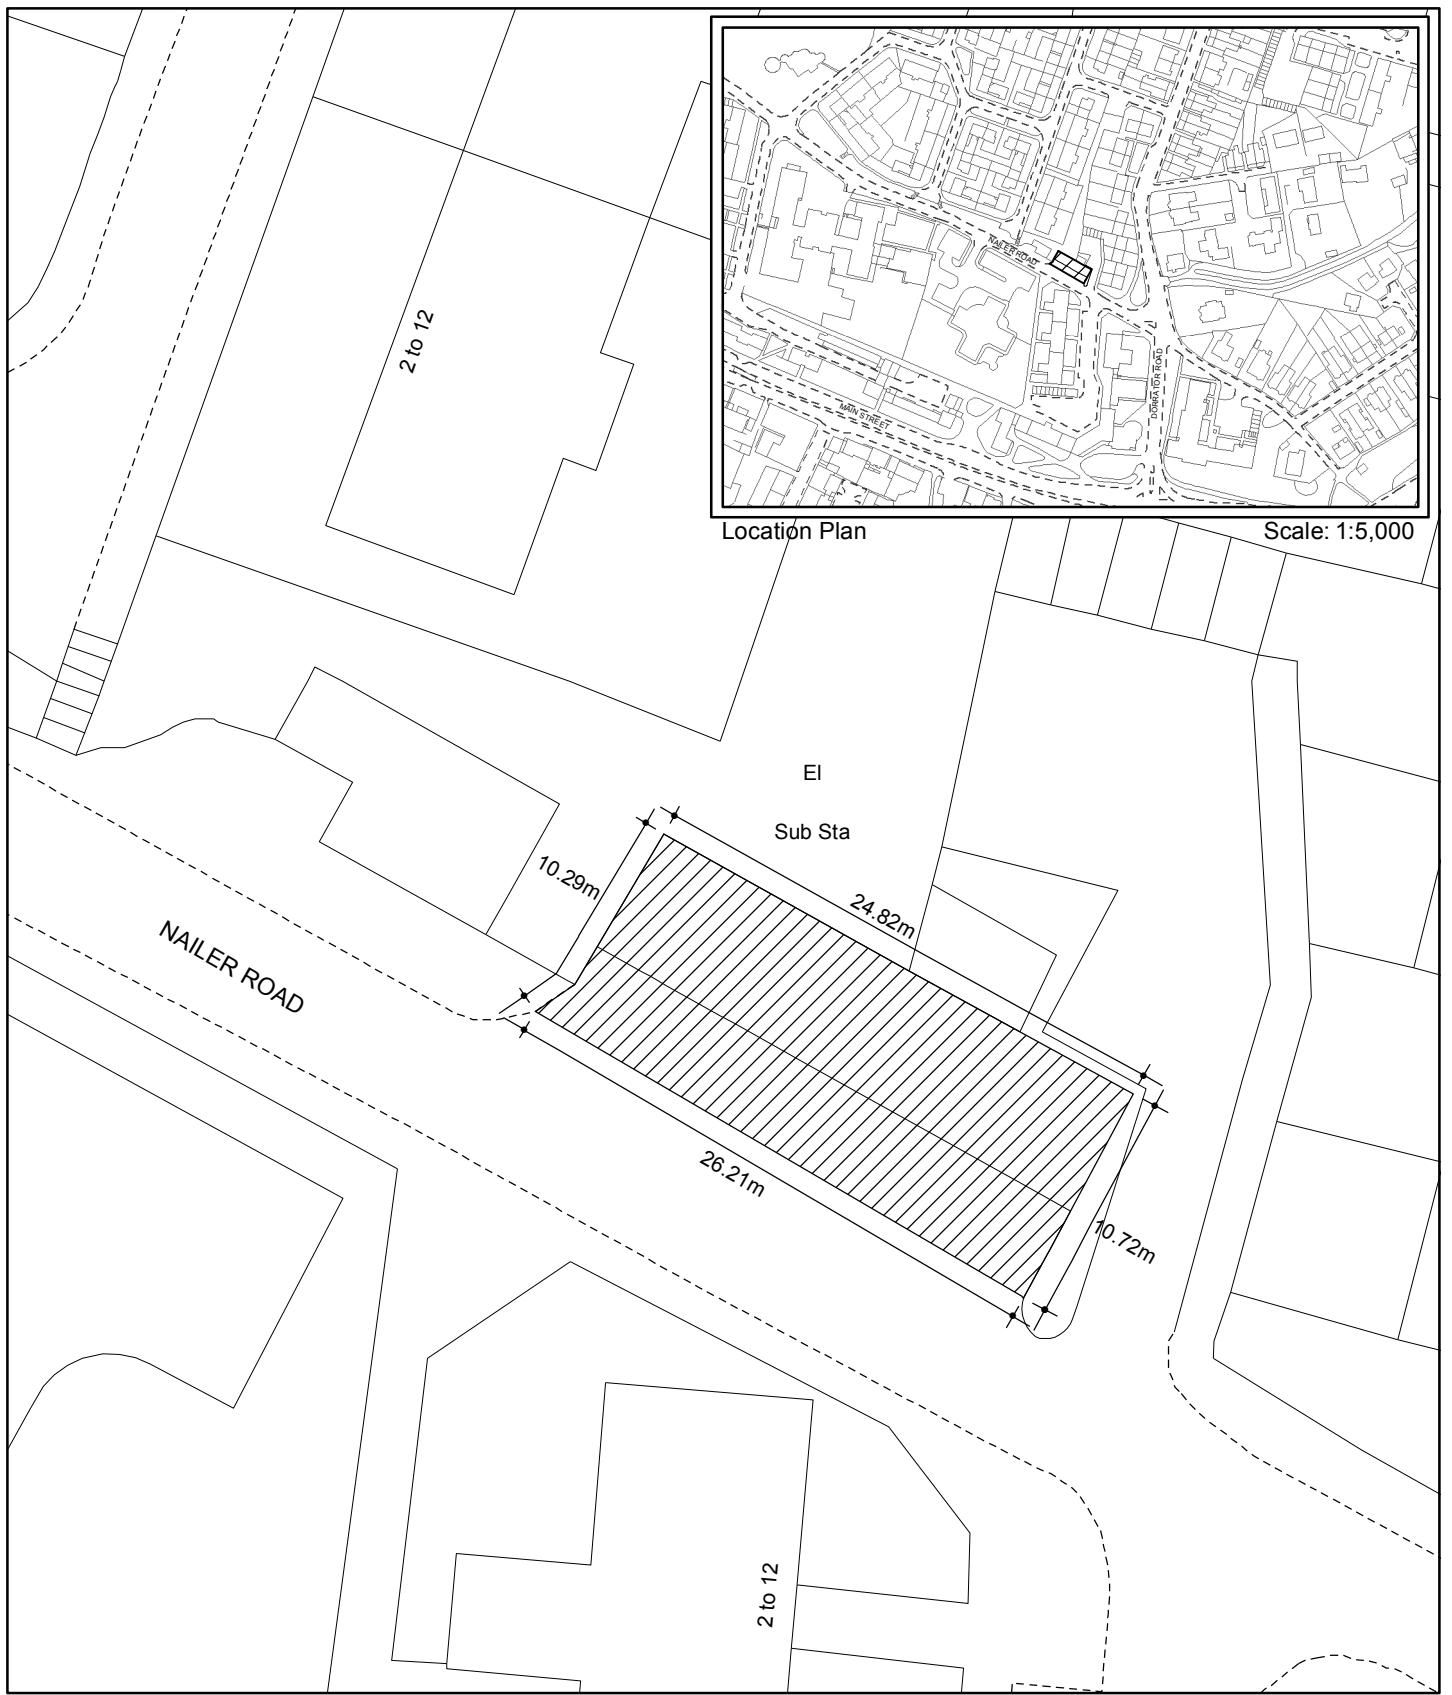 NAILER ROAD
DORRATOR ROAD
MAIN STREET
Location Plan
Scale: 1:5,000
2 to 12
El
Sub Sta
10.29m
24.82m
NAILER ROAD
26.21m
10.72m
2 to 12